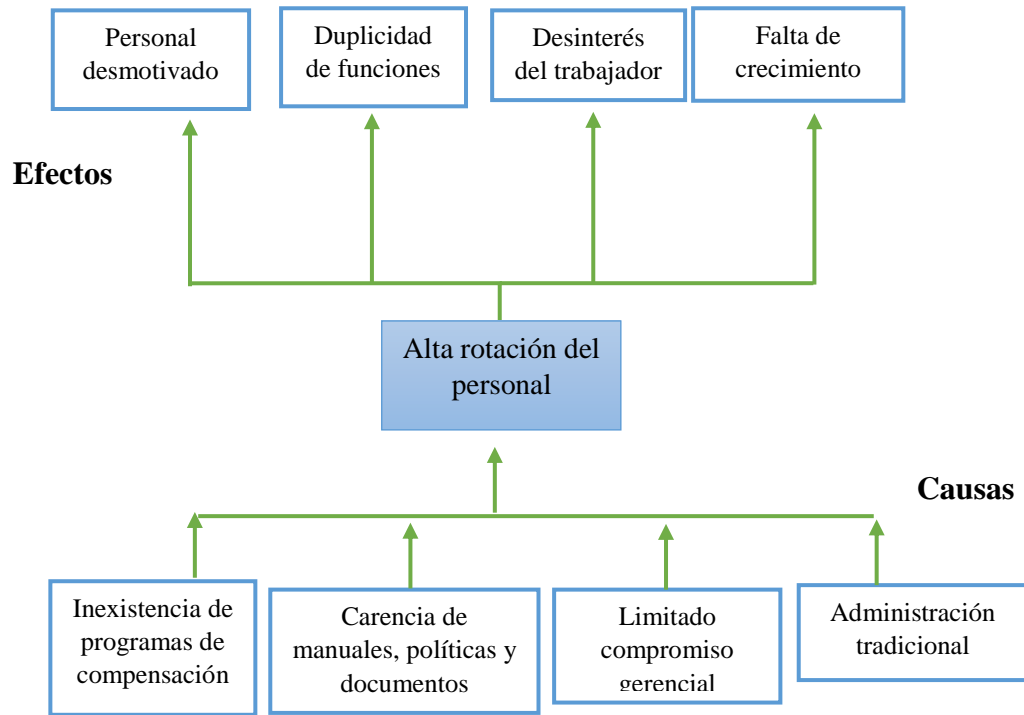 Personal
desmotivado
Duplicidad
de funciones
Desinterés
del trabajador
Falta de
crecimiento
Efectos
Alta rotación del
personal
Causas
Inexistencia de
programas de
compensación
Carencia de
manuales, políticas y
documentos
Limitado
compromiso
gerencial
Administración
tradicional